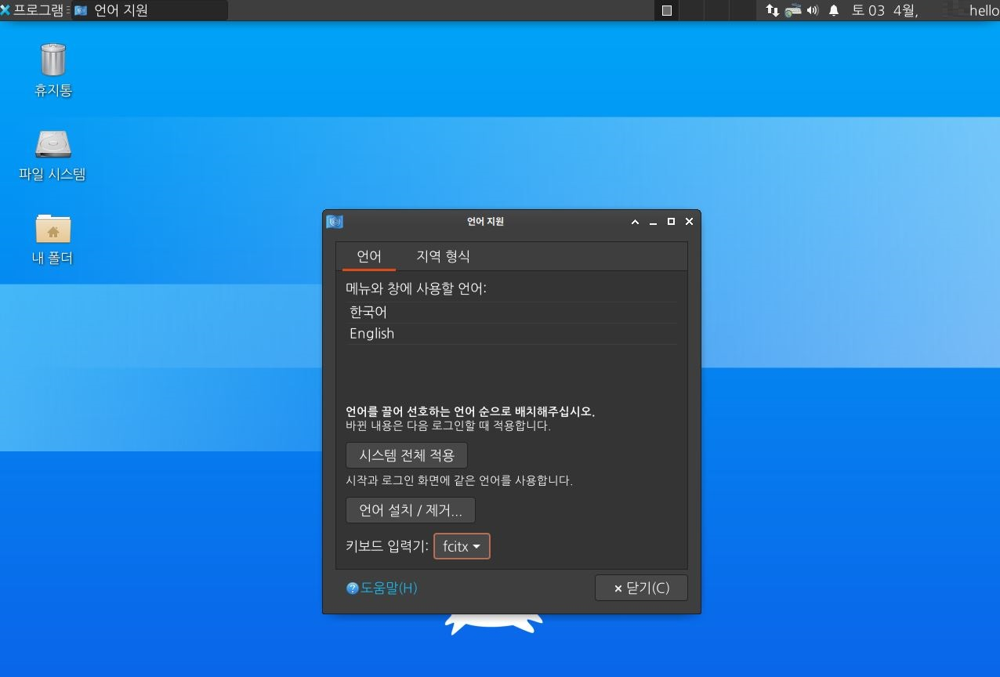 프로그램
언어 지원
토 03 4월,
hello
휴지통
파일 시스템
내 폴더
언어 지원
언어
지역 형식
메뉴와 창에 사용할 언어:
한국어
English
언어를 끌어 선호하는 언어 순으로 배치해주십시오.
바뀐 내용은 다음 로그인할 때 적용합니다.
시스템 전체 적용
시작과 로그인 화면에 같은 언어를 사용합니다.
언어 설치 / 제거...
키보드 입력기: fcitx
도움말(H)
닫기(C)